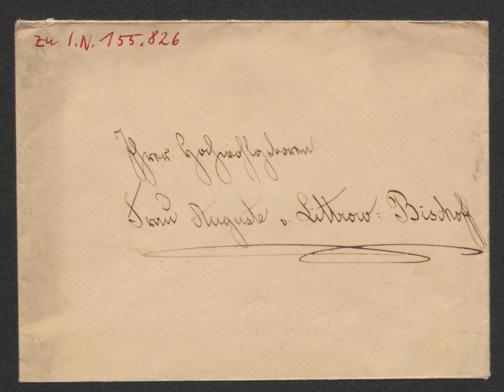 zu I.N. 155.826
Ihrer Hochwohlgeboren
Frau Auguste v. Littrow-Bischoff